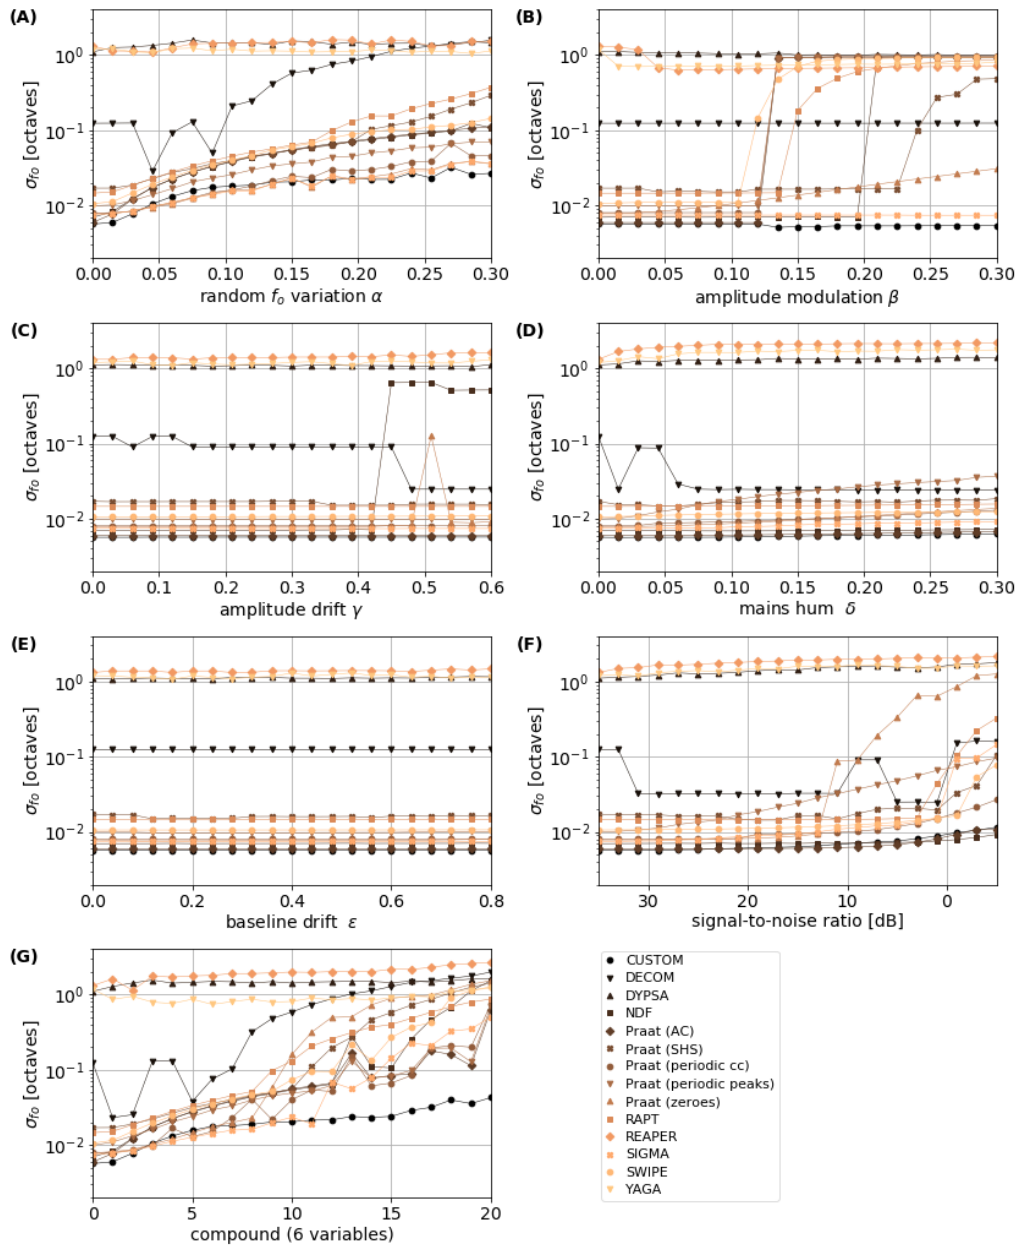 (A)
10⁰
10⁻¹
10⁻²
σ_fo [octaves]
0.00 0.05 0.10 0.15 0.20 0.25 0.30
random f_o variation α
(B)
10⁰
10⁻¹
10⁻²
σ_fo [octaves]
0.00 0.05 0.10 0.15 0.20 0.25 0.30
amplitude modulation β
(C)
10⁰
10⁻¹
10⁻²
σ_fo [octaves]
0.0 0.1 0.2 0.3 0.4 0.5 0.6
amplitude drift γ
(D)
10⁰
10⁻¹
10⁻²
σ_fo [octaves]
0.00 0.05 0.10 0.15 0.20 0.25 0.30
mains hum δ
(E)
10⁰
10⁻¹
10⁻²
σ_fo [octaves]
0.0 0.2 0.4 0.6 0.8
baseline drift ε
(F)
10⁰
10⁻¹
10⁻²
σ_fo [octaves]
30 20 10 0
signal-to-noise ratio [dB]
(G)
10⁰
10⁻¹
10⁻²
σ_fo [octaves]
0 5 10 15 20
compound (6 variables)
CUSTOM
DECOM
DYPSA
NDF
Praat (AC)
Praat (SHS)
Praat (periodic cc)
Praat (periodic peaks)
Praat (zeroes)
RAPT
REAPER
SIGMA
SWIPE
YAGA